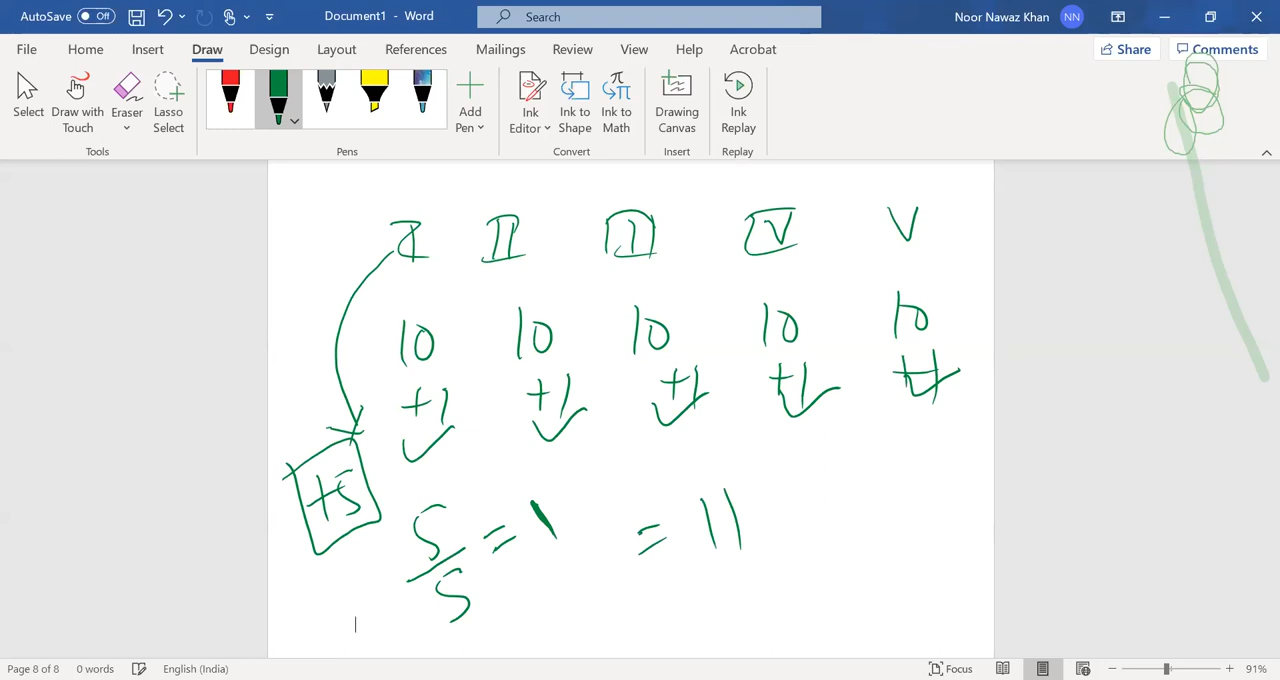 AutoSave Off Document1 - Word Search Noor Nawaz Khan NN
File Home Insert Draw Design Layout References Mailings Review View Help Acrobat Share Comments
Select Draw with Touch Eraser Lasso Select Add Pen Ink Editor Ink to Shape Ink to Math Drawing Canvas Ink Replay
Tools Pens Convert Insert Replay
I II III IV V
10 10 10 10 10
+1 +1 +1 +1 +1
+5
5/5 = 1 = 11
Page 8 of 8 0 words English (India) Focus 91%